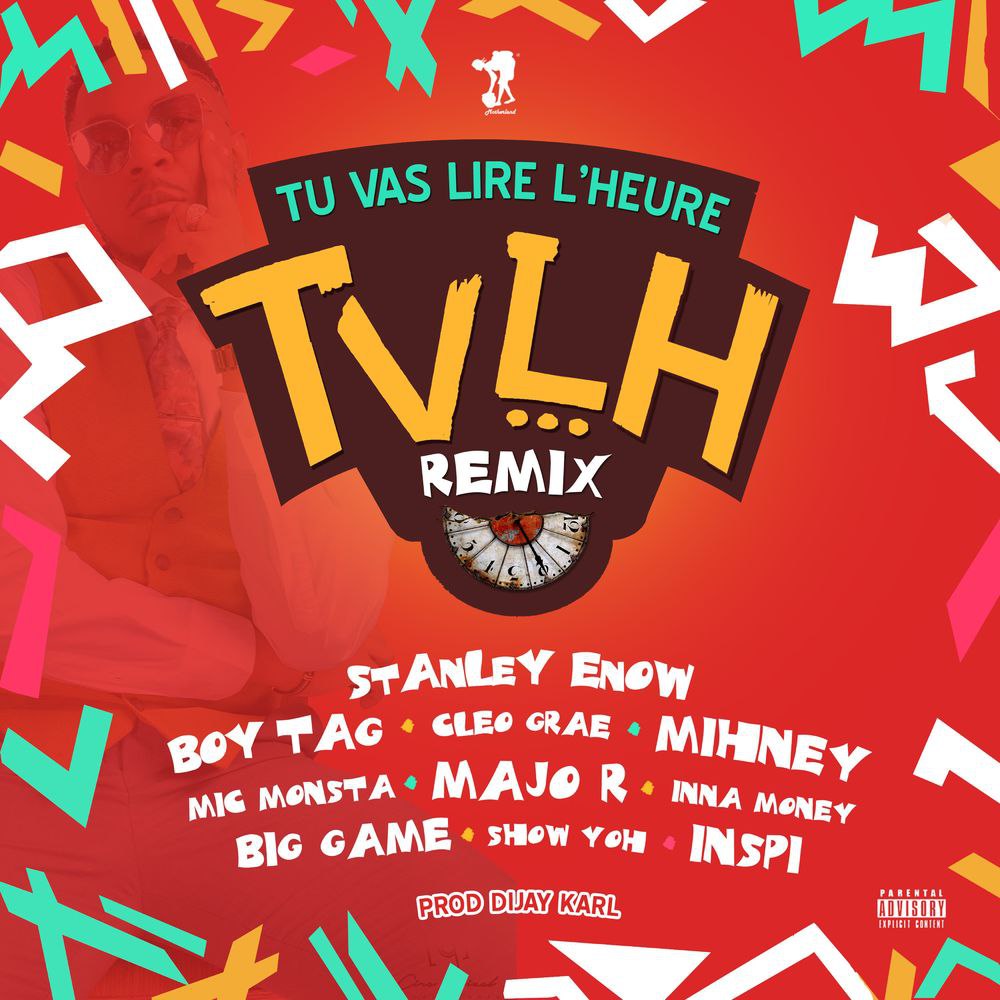 Motherland
TU VAS LIRE L'HEURE
TVLH
REMIX
STANLEY ENOW
BOY TAG • CLEO GRAE • MIHNEY
MIC MONSTA • MAJO R • INNA MONEY
BIG GAME • SHOW YOH • INSPI
PROD DIJAY KARL
PARENTAL
ADVISORY
EXPLICIT CONTENT